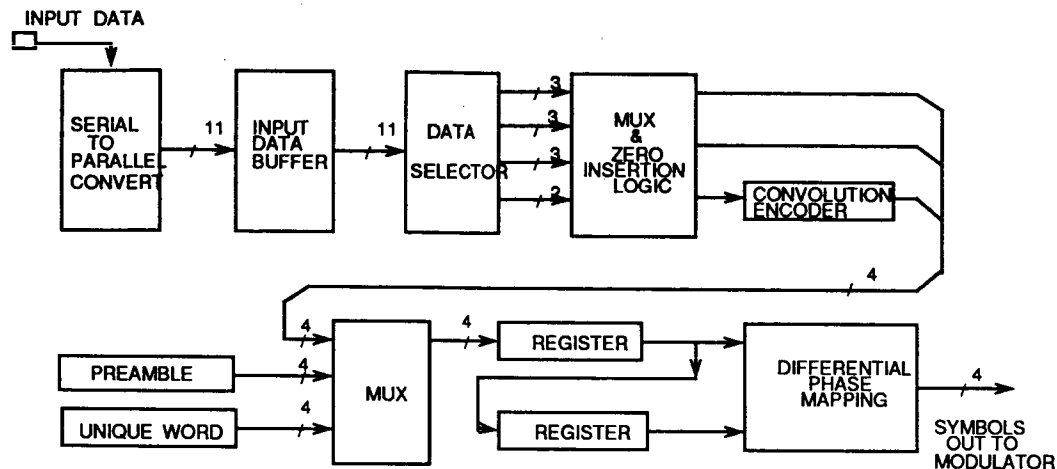 INPUT DATA
SERIAL
TO
PARALLEL
CONVERT
11
INPUT
DATA
BUFFER
11
DATA
SELECTOR
3
3
3
2
MUX
&
ZERO
INSERTION
LOGIC
CONVOLUTION
ENCODER
4
4
PREAMBLE
4
UNIQUE WORD
4
MUX
4
REGISTER
REGISTER
DIFFERENTIAL
PHASE
MAPPING
4
SYMBOLS
OUT TO
MODULATOR